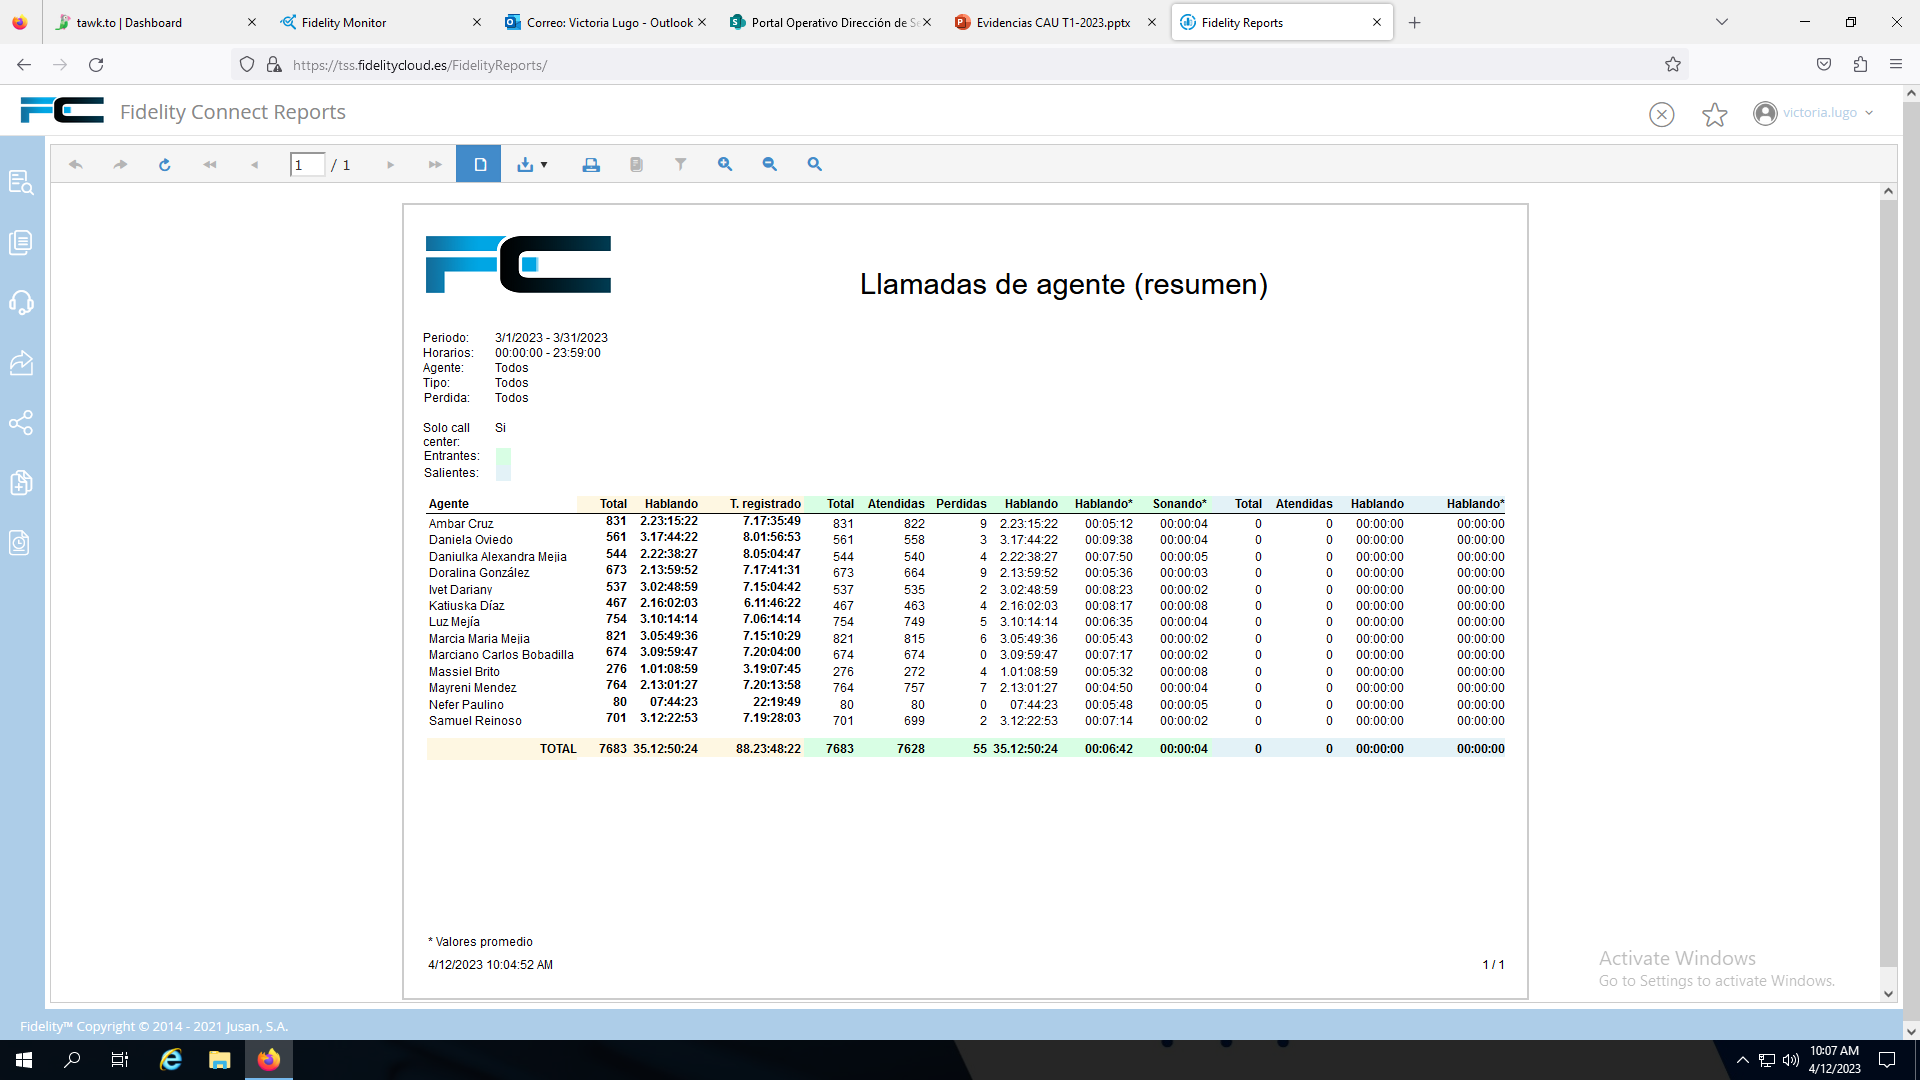 tawk.to | Dashboard
Fidelity Monitor
Correo: Victoria Lugo - Outlook
Portal Operativo Dirección de Se
Evidencias CAU T1-2023.pptx
Fidelity Reports
https://tss.fidelitycloud.es/FidelityReports/
FC Fidelity Connect Reports
victoria.lugo
1 / 1
FC
Llamadas de agente (resumen)
Periodo: 3/1/2023 - 3/31/2023
Horarios: 00:00:00 - 23:59:00
Agente: Todos
Tipo: Todos
Perdida: Todos
Solo call center: Si
Entrantes:
Salientes:
Agente Total Hablando T. registrado Total Atendidas Perdidas Hablando Hablando* Sonando* Total Atendidas Hablando Hablando*
Ambar Cruz 831 2.23:15:22 7.17:35:49 831 822 9 2.23:15:22 00:05:12 00:00:04 0 0 00:00:00 00:00:00
Daniela Oviedo 561 3.17:44:22 8.01:56:53 561 558 3 3.17:44:22 00:09:38 00:00:04 0 0 00:00:00 00:00:00
Daniulka Alexandra Mejia 544 2.22:38:27 8.05:04:47 544 540 4 2.22:38:27 00:07:50 00:00:05 0 0 00:00:00 00:00:00
Doralina González 673 2.13:59:52 7.17:41:31 673 664 9 2.13:59:52 00:05:36 00:00:03 0 0 00:00:00 00:00:00
Ivet Dariany 537 3.02:48:59 7.15:04:42 537 535 2 3.02:48:59 00:08:23 00:00:02 0 0 00:00:00 00:00:00
Katiuska Díaz 467 2.16:02:03 6.11:46:22 467 463 4 2.16:02:03 00:08:17 00:00:08 0 0 00:00:00 00:00:00
Luz Mejía 754 3.10:14:14 7.06:14:14 754 749 5 3.10:14:14 00:06:35 00:00:04 0 0 00:00:00 00:00:00
Marcia Maria Mejia 821 3.05:49:36 7.15:10:29 821 815 6 3.05:49:36 00:05:43 00:00:02 0 0 00:00:00 00:00:00
Marciano Carlos Bobadilla 674 3.09:59:47 7.20:04:00 674 674 0 3.09:59:47 00:07:17 00:00:02 0 0 00:00:00 00:00:00
Massiel Brito 276 1.01:08:59 3.19:07:45 276 272 4 1.01:08:59 00:05:32 00:00:08 0 0 00:00:00 00:00:00
Mayreni Mendez 764 2.13:01:27 7.20:13:58 764 757 7 2.13:01:27 00:04:50 00:00:04 0 0 00:00:00 00:00:00
Nefer Paulino 80 07:44:23 22:19:49 80 80 0 07:44:23 00:05:48 00:00:05 0 0 00:00:00 00:00:00
Samuel Reinoso 701 3.12:22:53 7.19:28:03 701 699 2 3.12:22:53 00:07:14 00:00:02 0 0 00:00:00 00:00:00
TOTAL 7683 35.12:50:24 88.23:48:22 7683 7628 55 35.12:50:24 00:06:42 00:00:04 0 0 00:00:00 00:00:00
* Valores promedio
4/12/2023 10:04:52 AM 1 / 1
Activate Windows
Go to Settings to activate Windows.
Fidelity™ Copyright © 2014 - 2021 Jusan, S.A.
10:07 AM
4/12/2023